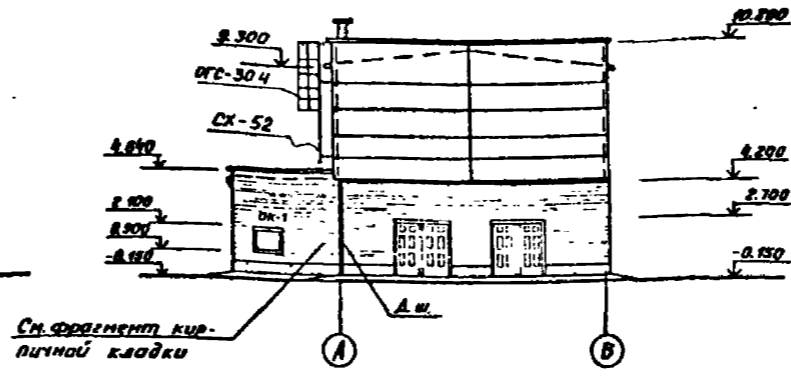 9.300
10.800
ОГС-30 4
СХ-52
4.640
4.200
2.100
2.700
ОК-1
0.900
-0.150
-0.150
Д.ш.
См. фрагмент кир-
пичной кладки
А
В